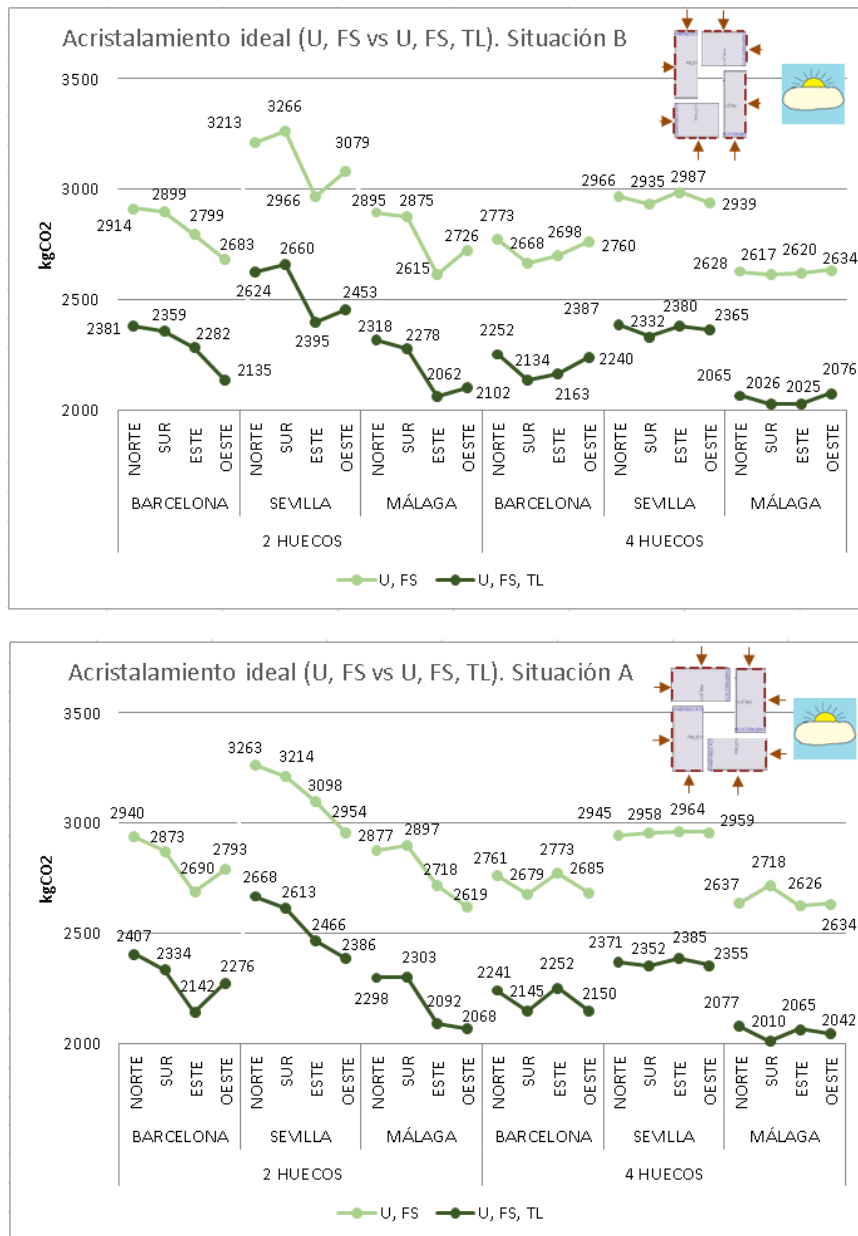 Acristalamiento ideal (U, FS vs U, FS, TL). Situación B
3500
3000
2500
2000
kgCO2
2914 2899 2799 2683
3213 3266 2966 3079
2895 2875 2615 2726
2773 2668 2698 2760
2966 2935 2987 2939
2628 2617 2620 2634
2381 2359 2282 2135
2624 2660 2395 2453
2318 2278 2062 2102
2252 2134 2163 2240
2387 2332 2380 2365
2065 2026 2025 2076
NORTE SUR ESTE OESTE NORTE SUR ESTE OESTE NORTE SUR ESTE OESTE NORTE SUR ESTE OESTE NORTE SUR ESTE OESTE NORTE SUR ESTE OESTE
BARCELONA SEVILLA MÁLAGA BARCELONA SEVILLA MÁLAGA
2 HUECOS 4 HUECOS
U, FS U, FS, TL
Acristalamiento ideal (U, FS vs U, FS, TL). Situación A
3500
3000
2500
2000
kgCO2
2940 2873 2690 2793
3263 3214 3098 2954
2877 2897 2718 2619
2761 2679 2773 2685
2945 2958 2964 2959
2637 2718 2626 2634
2407 2334 2142 2276
2668 2613 2466 2386
2298 2303 2092 2068
2241 2145 2252 2150
2371 2352 2385 2355
2077 2010 2065 2042
NORTE SUR ESTE OESTE NORTE SUR ESTE OESTE NORTE SUR ESTE OESTE NORTE SUR ESTE OESTE NORTE SUR ESTE OESTE NORTE SUR ESTE OESTE
BARCELONA SEVILLA MÁLAGA BARCELONA SEVILLA MÁLAGA
2 HUECOS 4 HUECOS
U, FS U, FS, TL